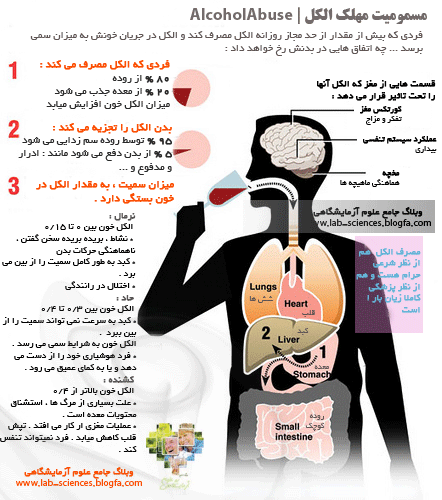 مسمومیت مهلک الکل | AlcoholAbuse
فردی که بیش از مقدار از حد مجاز روزانه الکل مصرف کند و الکل در جریان خونش به میزان سمی
برسد ... چه اتفاق هایی در بدنش رخ خواهد داد :
1 فردی که الکل مصرف می کند :
۸۰ % از روده
۲۰ % از معده جذب می شود
میزان الکل خون افزایش میابد
2 بدن الکل را تجزیه می کند :
۹۵ % توسط روده سم زدایی می شود
۵ % از بدن دفع می شود مانند : ادرار
و مدفوع و ...
3 میزان سمیت ، به مقدار الکل در
خون بستگی دارد .
نرمال :
الکل خون بین ۰ تا ۰/۱۵
• نشاط ، بریده بریده سخن گفتن ،
ناهماهنگی حرکات بدن
• کبد به طور کامل سمیت را از بین می
برد .
• اختلال در رانندگی
حاد :
الکل خون بین ۰/۳ تا ۰/۴
• کبد به سرعت نمی تواند سمیت را از
بین ببرد .
الکل خون به شرایط سمی می رسد .
• فرد هوشیاری خود را از دست می
دهد و یا به کمای عمیق می رود .
کشنده :
الکل خون بالاتر از ۰/۴
• علت بسیاری از مرگ ها ، استشناق
محتویات معده است .
• عملیات مغزی از کار می افتد . تپش
قلب کاهش میابد . فرد نمیتواند تنفس
کند .
وبلاگ جامع علوم آزمایشگاهی
www.lab-sciences.blogfa.com
قسمت هایی از مغز که الکل آنها
را تحت تاثیر قرار می دهد :
کورتکس مغز
تفکر و مزاج
عملکرد سیستم تنفسی
بیداری
مخچه
هماهنگی ماهیچه ها
وبلاگ جامع علوم آزمایشگاهی
www.lab-sciences.blogfa.com
مصرف الکل هم
از نظر شرعی
حرام هست و هم
از نظر پزشکی
کاملا زیان بار ا
ست
Lungs
شش ها
Heart
قلب
2
Liver
کبد
1
معده
Stomach
روده
کوچک
Small
intestine